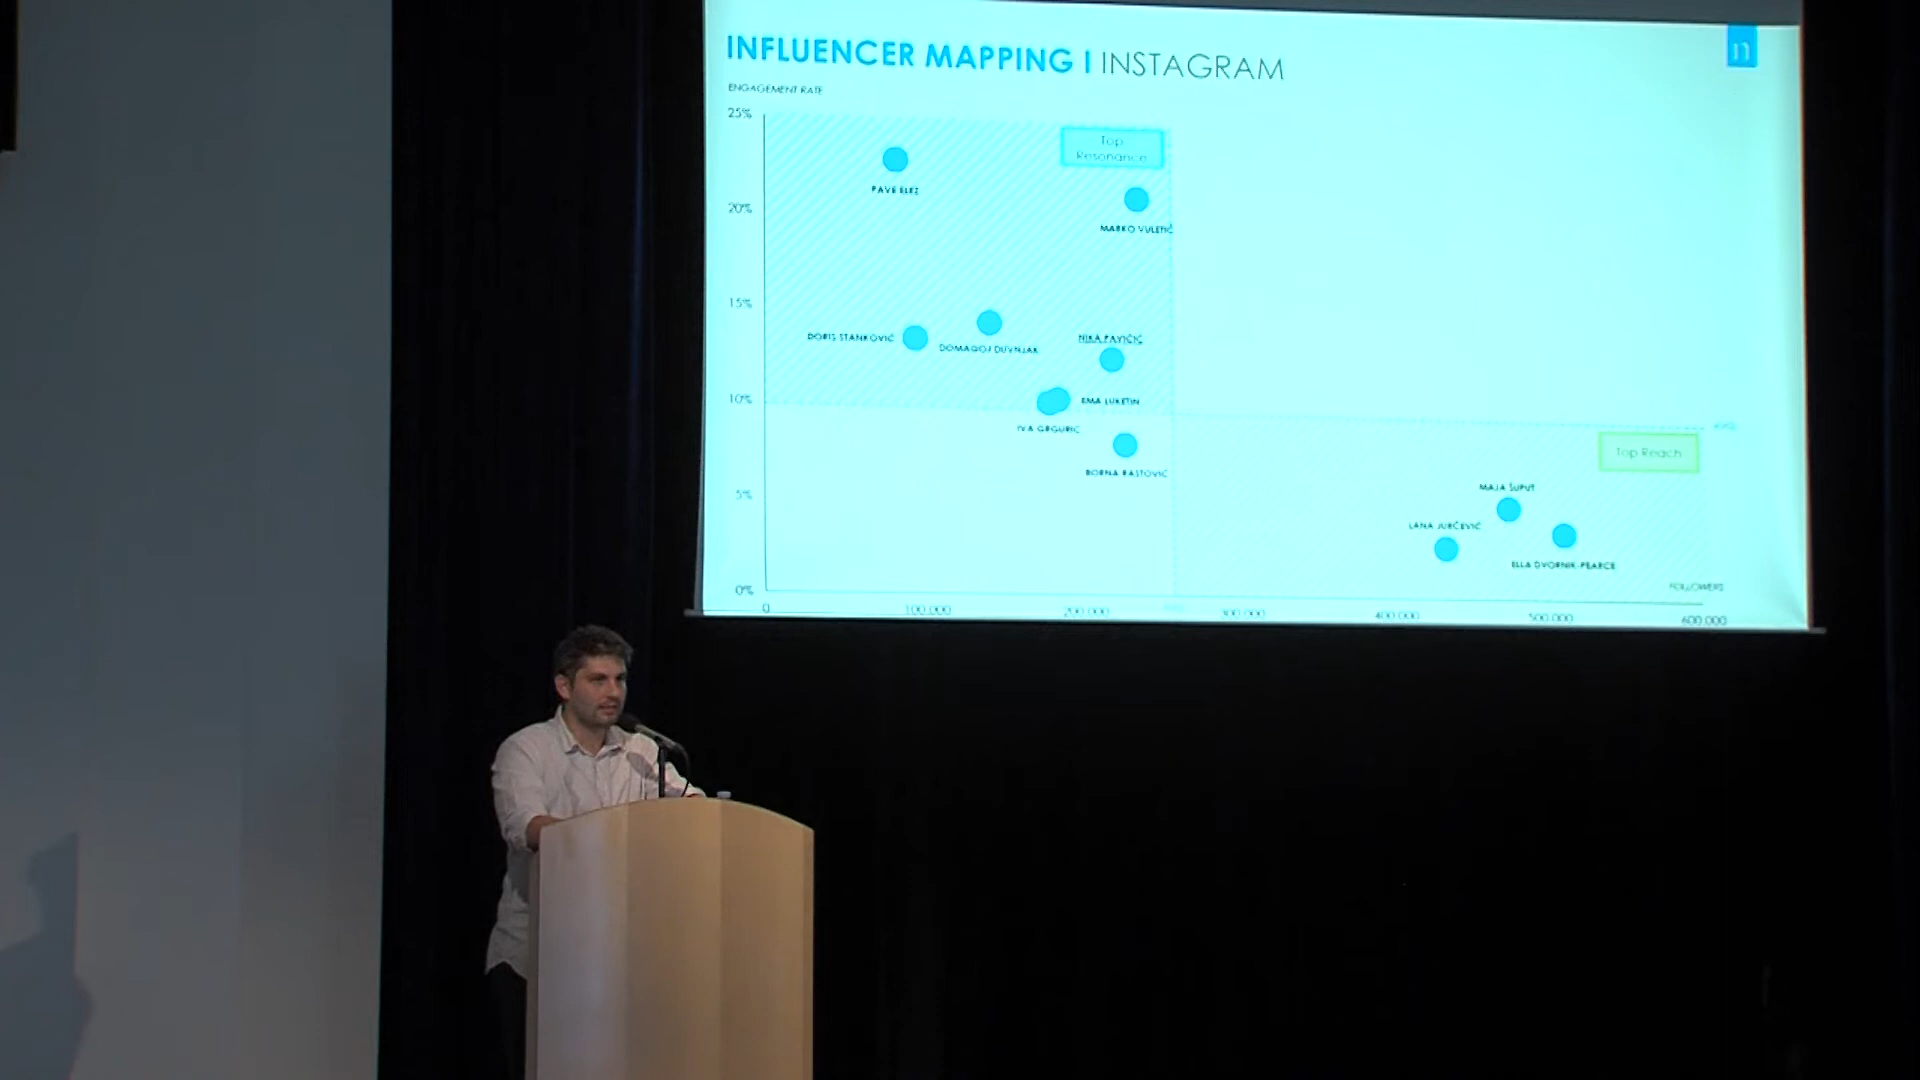 INFLUENCER MAPPING I INSTAGRAM
n
ENGAGEMENT RATE
25%
Top
Resonance
PAVE ELEZ
20%
MARKO VULETIĆ
15%
DORIS STANKOVIĆ
DOMAGOJ DUVNJAK
NIKA PAVIČIĆ
10%
EMA LUKETIN
IVA GRGURIĆ
Top Reach
BORNA RASTOVIĆ
5%
MAJA ŠUPUT
LANA JURČEVIĆ
ELLA DVORNIK-PEARCE
0%
FOLLOWERS
0
100.000
200.000
300.000
400.000
500.000
600.000